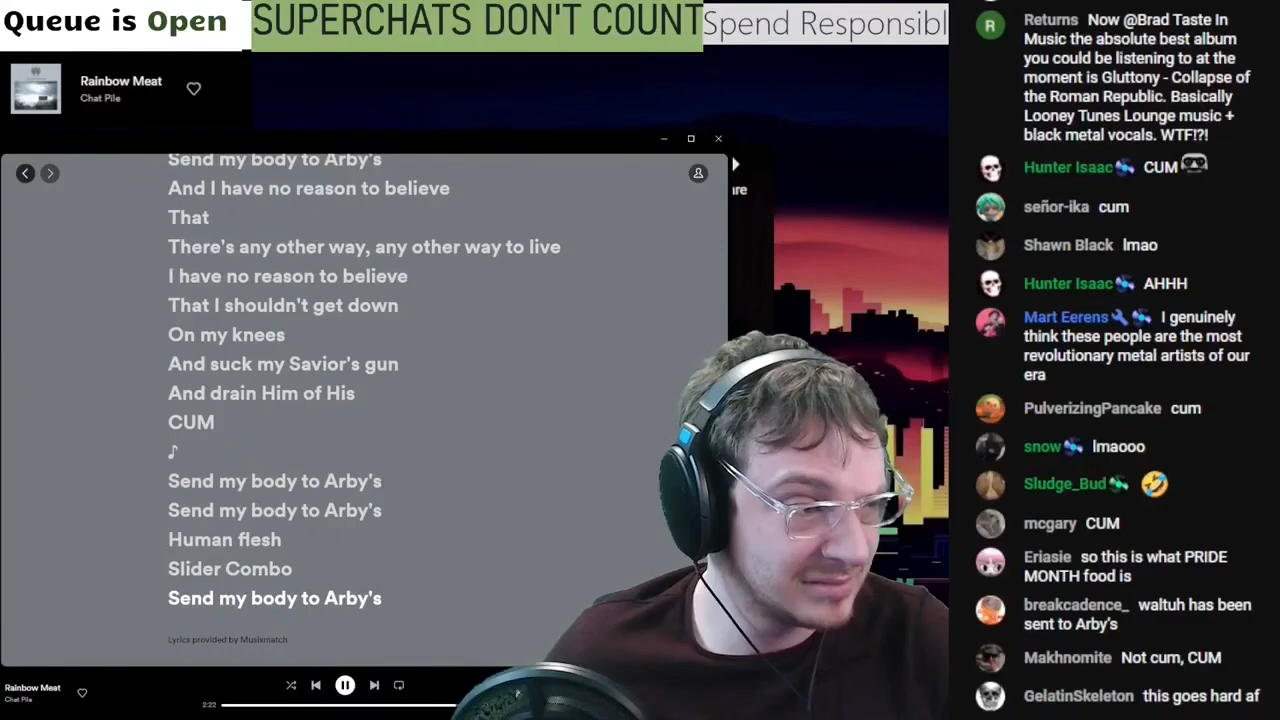 Queue is Open
SUPERCHATS DON'T COUNT
Spend Responsibl
Rainbow Meat
Chat Pile
Send my body to Arby's
And I have no reason to believe
That
There's any other way, any other way to live
I have no reason to believe
That I shouldn't get down
On my knees
And suck my Savior's gun
And drain Him of His
CUM
♪
Send my body to Arby's
Send my body to Arby's
Human flesh
Slider Combo
Send my body to Arby's
Lyrics provided by Musixmatch
are
Rainbow Meat
Chat Pile
2:22
R
Returns Now @Brad Taste In
Music the absolute best album
you could be listening to at the
moment is Gluttony - Collapse of
the Roman Republic. Basically
Looney Tunes Lounge music +
black metal vocals. WTF!?!
Hunter Isaac CUM
señor-ika cum
Shawn Black lmao
Hunter Isaac AHHH
Mart Eerens I genuinely
think these people are the most
revolutionary metal artists of our
era
PulverizingPancake cum
snow lmaooo
Sludge_Bud 🤣
mcgary CUM
Eriasie so this is what PRIDE
MONTH food is
breakcadence_ waltuh has been
sent to Arby's
Makhnomite Not cum, CUM
GelatinSkeleton this goes hard af